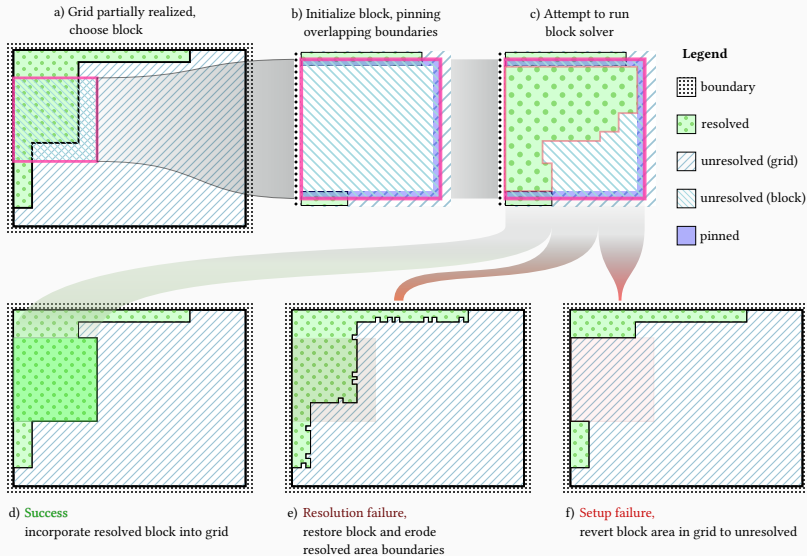 a) Grid partially realized,
choose block
b) Initialize block, pinning
overlapping boundaries
c) Attempt to run
block solver
Legend
boundary
resolved
unresolved (grid)
unresolved (block)
pinned
d) Success
incorporate resolved block into grid
e) Resolution failure,
restore block and erode
resolved area boundaries
f) Setup failure,
revert block area in grid to unresolved